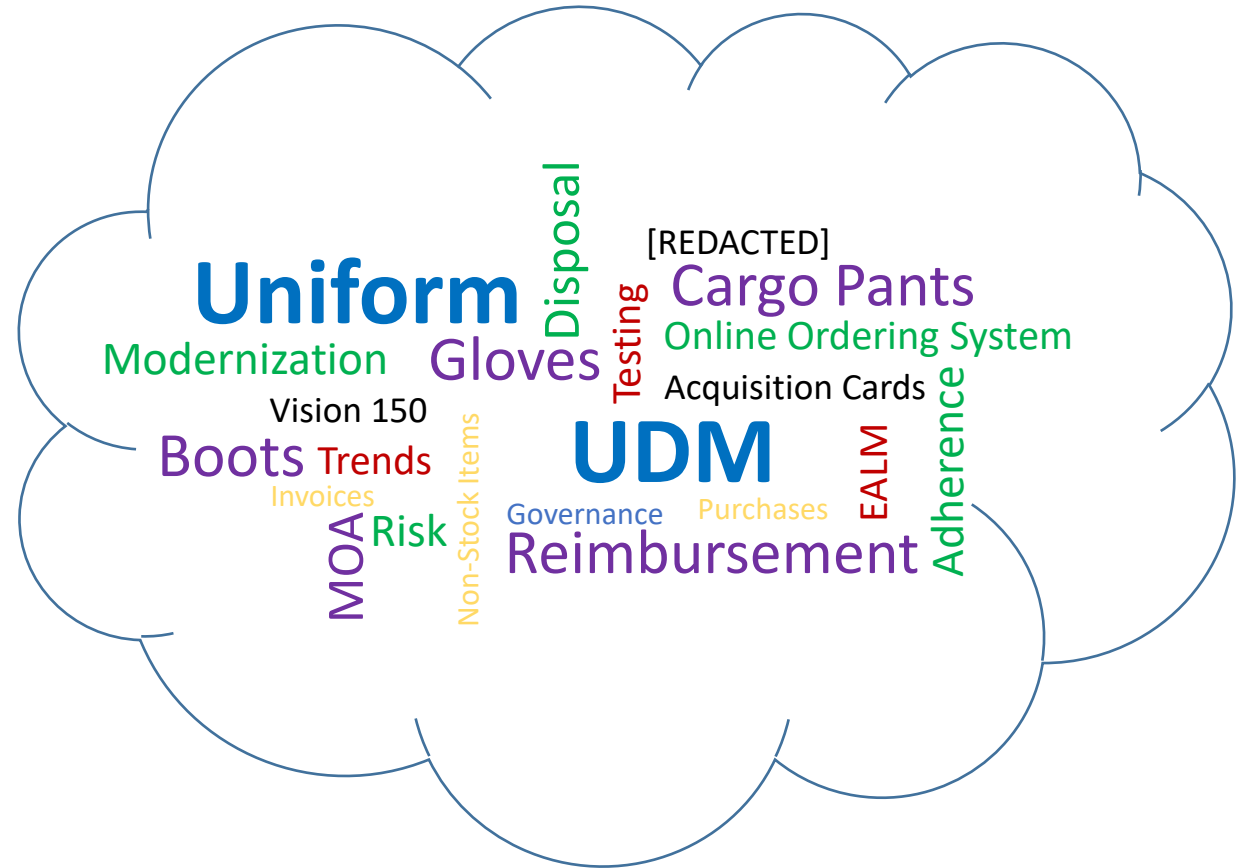 Disposal
[REDACTED]
Uniform
Cargo Pants
Testing
Online Ordering System
Modernization
Gloves
Acquisition Cards
Adherence
Vision 150
UDM
Boots
Trends
Non-Stock Items
EALM
Invoices
Governance
Purchases
MOA
Risk
Reimbursement